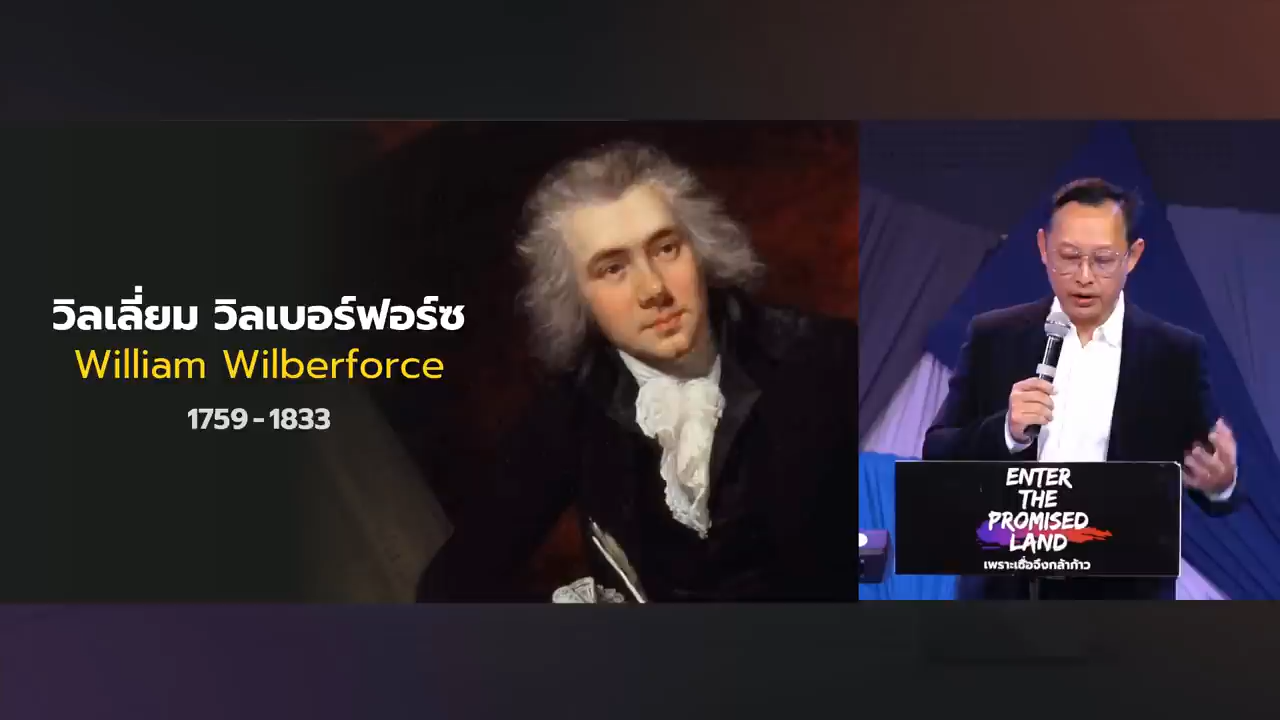 วิลเลี่ยม วิลเบอร์ฟอร์ซ
William Wilberforce
1759 - 1833
ENTER
THE
PROMISED
LAND
เพราะเชื่อจึงกล้าก้าว